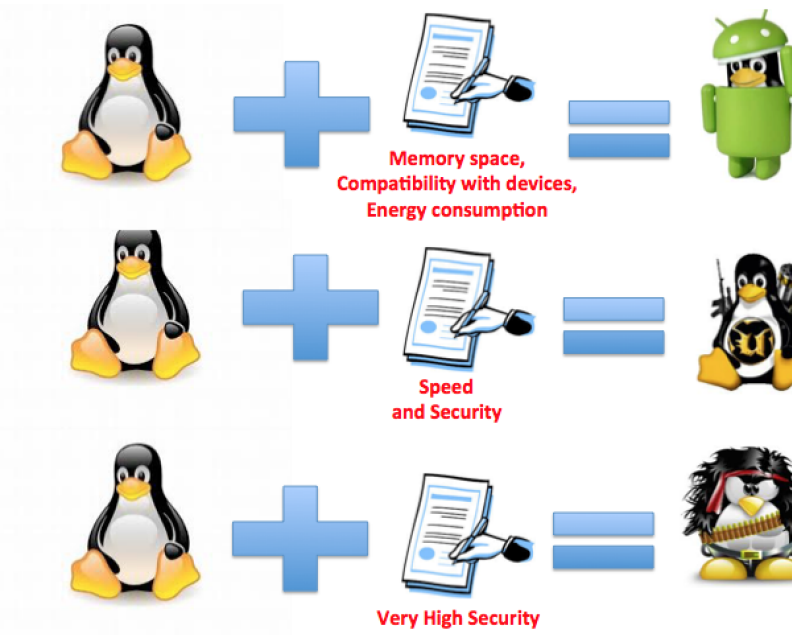 Memory space,
Compatibility with devices,
Energy consumption
Speed
and Security
Very High Security